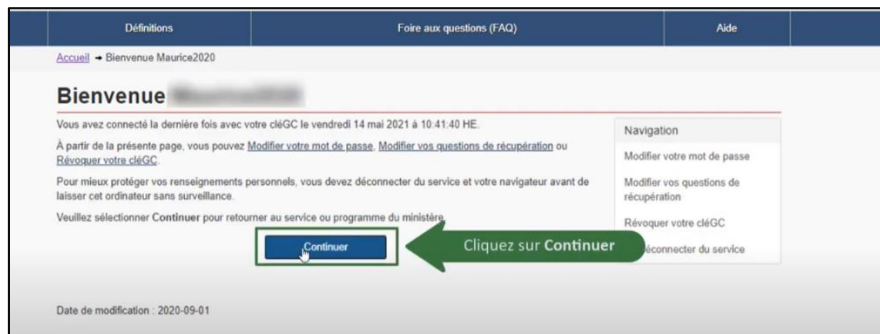 Définitions Foire aux questions (FAQ) Aide
Accueil → Bienvenue Maurice2020
Bienvenue
Vous avez connecté la dernière fois avec votre cléGC le vendredi 14 mai 2021 à 10:41:40 HE.
À partir de la présente page, vous pouvez Modifier votre mot de passe, Modifier vos questions de récupération ou
Révoquer votre cléGC.
Pour mieux protéger vos renseignements personnels, vous devez déconnecter du service et votre navigateur avant de
laisser cet ordinateur sans surveillance.
Veuillez sélectionner Continuer pour retourner au service ou programme du ministère.
Continuer
Cliquez sur Continuer
Navigation
Modifier votre mot de passe
Modifier vos questions de
récupération
Révoquer votre cléGC
déconnecter du service
Date de modification : 2020-09-01